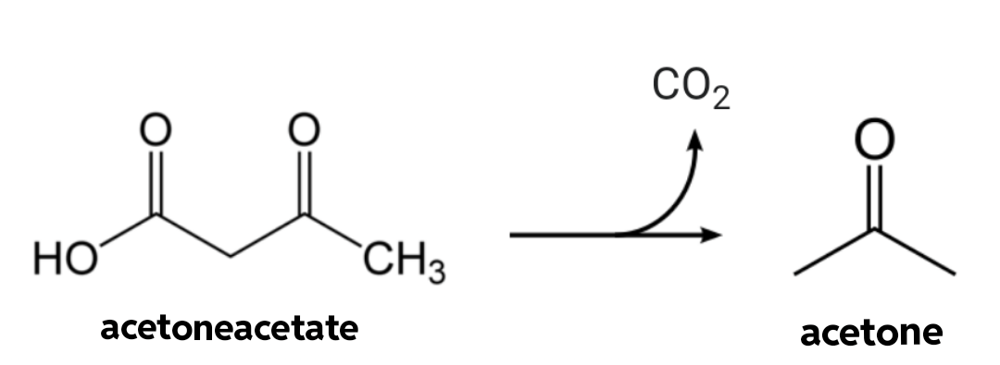 CO₂
O
O
O
HO
CH₃
acetoneacetate
acetone